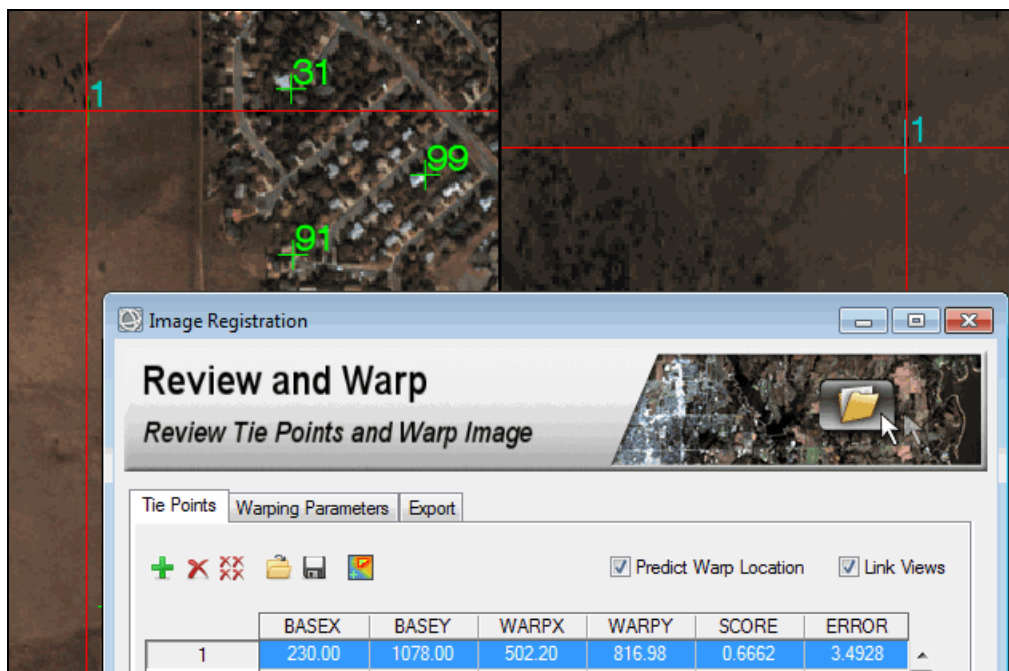 31
1
1
99
91
Image Registration
Review and Warp
Review Tie Points and Warp Image
Tie Points Warping Parameters Export
Predict Warp Location Link Views
BASEX BASEY WARPX WARPY SCORE ERROR
1 230.00 1078.00 502.20 816.98 0.6662 3.4928